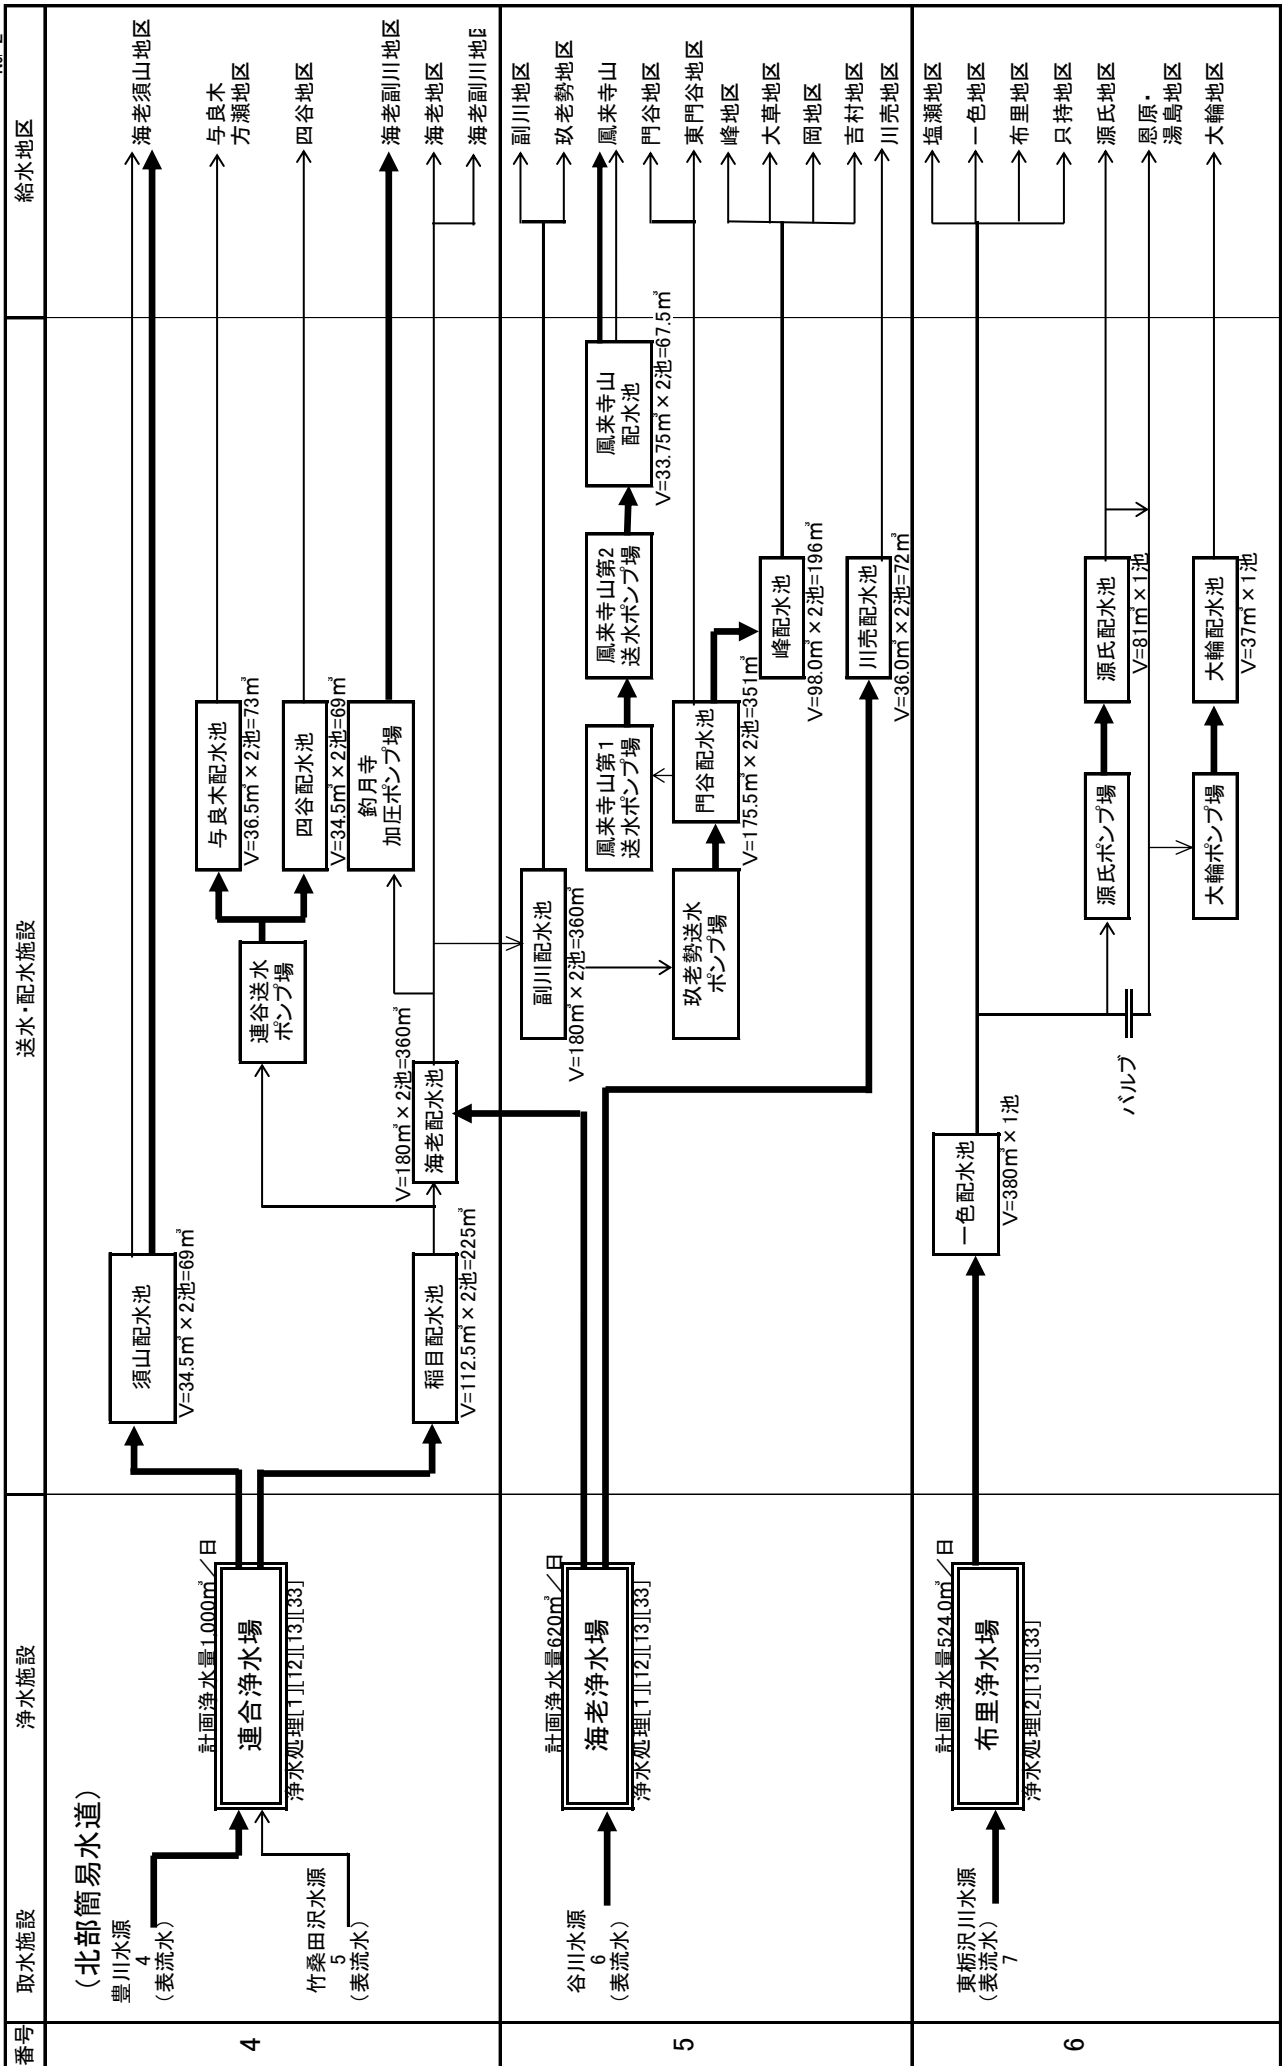 番号
取水施設
浄水施設
送水・配水施設
給水地区
4
(北部簡易水道)
豊川水源
4
(表流水)
竹桑田沢水源
5
(表流水)
計画浄水量1,000m³/日
連合浄水場
浄水処理[1][12][13][33]
須山配水池
V=34.5m³×2池=69m³
稲目配水池
V=112.5m³×2池=225m³
連谷送水
ポンプ場
V=180m³×2池=360m³
海老配水池
与良木配水池
V=36.5m³×2池=73m³
四谷配水池
V=34.5m³×2池=69m³
釣月寺
加圧ポンプ場
海老須山地区
与良木
方瀬地区
四谷地区
海老副川地区
海老地区
海老副川地区
5
谷川水源
6
(表流水)
計画浄水量620m³/日
海老浄水場
浄水処理[1][12][13][33]
副川配水池
V=180m³×2池=360m³
玖老勢送水
ポンプ場
鳳来寺山第1
送水ポンプ場
門谷配水池
V=175.5m³×2池=351m³
鳳来寺山第2
送水ポンプ場
鳳来寺山
配水池
V=33.75m³×2池=67.5m³
峰配水池
V=98.0m³×2池=196m³
川売配水池
V=36.0m³×2池=72m³
副川地区
玖老勢地区
鳳来寺山
門谷地区
東門谷地区
峰地区
大草地区
岡地区
吉村地区
川売地区
6
東栃沢川水源
(表流水)
7
計画浄水量524.0m³/日
布里浄水場
浄水処理[2][13][33]
一色配水池
V=380m³×1池
バルブ
源氏ポンプ場
源氏配水池
V=81m³×1池
大輪ポンプ場
大輪配水池
V=37m³×1池
塩瀬地区
一色地区
布里地区
只持地区
源氏地区
恩原・
湯島地区
大輪地区